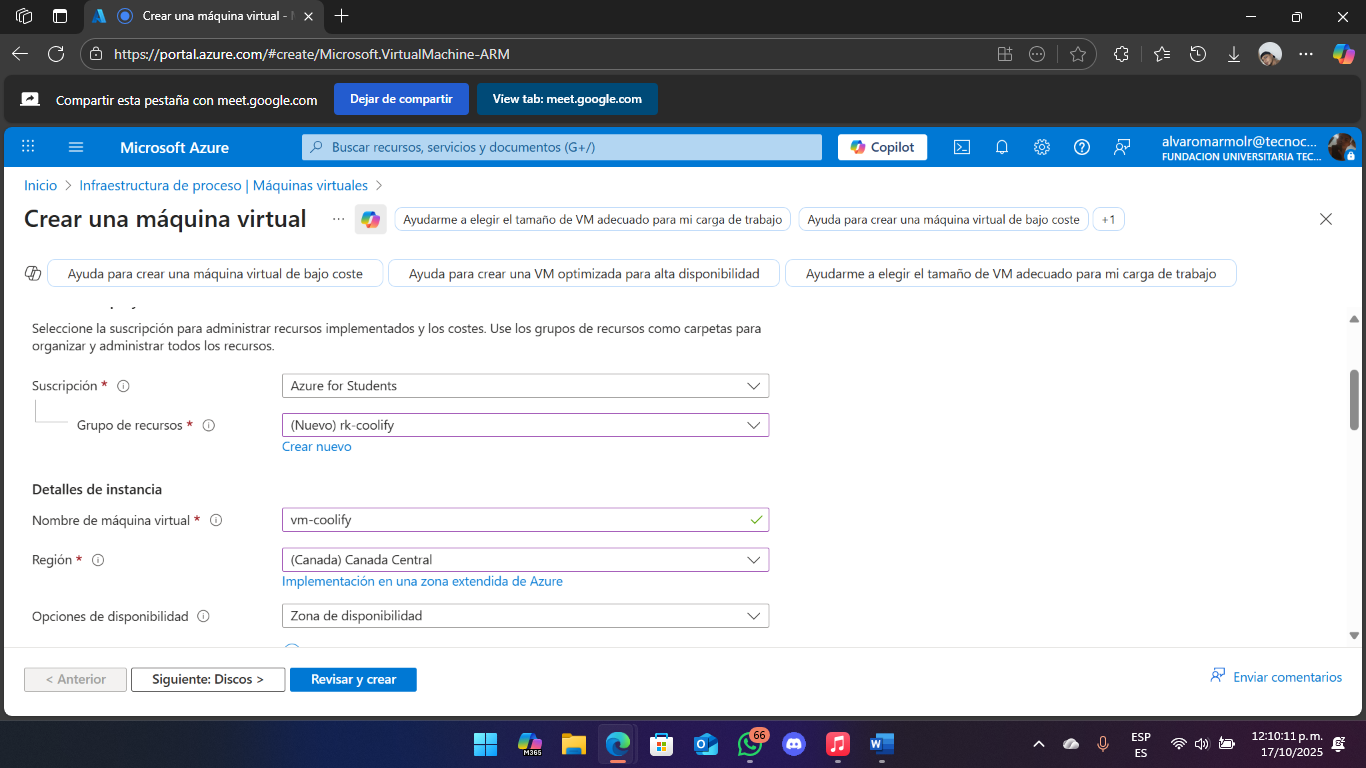 Crear una máquina virtual -
https://portal.azure.com/#create/Microsoft.VirtualMachine-ARM
Compartir esta pestaña con meet.google.com
Dejar de compartir
View tab: meet.google.com
Microsoft Azure
Buscar recursos, servicios y documentos (G+/)
Copilot
alvaromarmolr@tecnoc...
FUNDACION UNIVERSITARIA TEC...
Inicio > Infraestructura de proceso | Máquinas virtuales >
Crear una máquina virtual ...
Ayudarme a elegir el tamaño de VM adecuado para mi carga de trabajo
Ayuda para crear una máquina virtual de bajo coste
+1
Ayuda para crear una máquina virtual de bajo coste
Ayuda para crear una VM optimizada para alta disponibilidad
Ayudarme a elegir el tamaño de VM adecuado para mi carga de trabajo
Seleccione la suscripción para administrar recursos implementados y los costes. Use los grupos de recursos como carpetas para
organizar y administrar todos los recursos.
Suscripción *
Azure for Students
Grupo de recursos *
(Nuevo) rk-coolify
Crear nuevo
Detalles de instancia
Nombre de máquina virtual *
vm-coolify
Región *
(Canada) Canada Central
Implementación en una zona extendida de Azure
Opciones de disponibilidad
Zona de disponibilidad
< Anterior
Siguiente: Discos >
Revisar y crear
Enviar comentarios
M365
66
ESP
ES
12:10:11 p. m.
17/10/2025